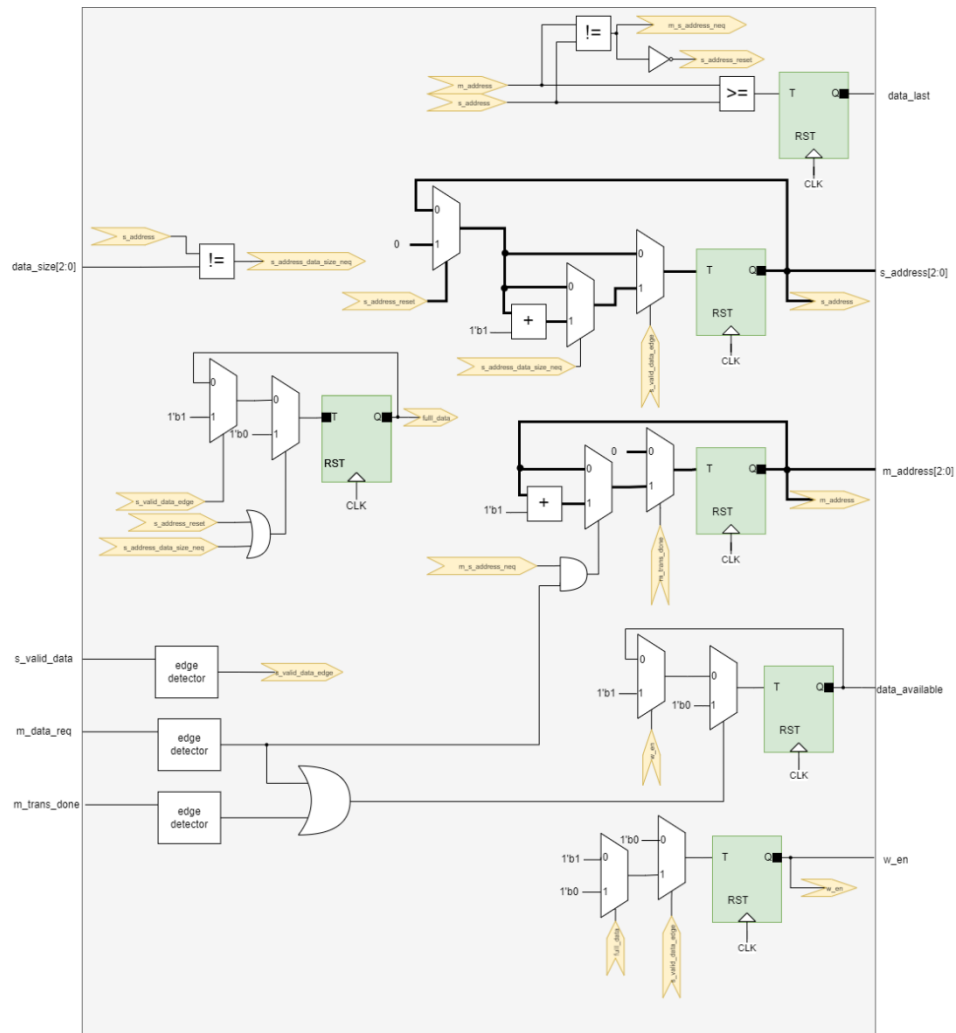 !=
m_s_address_neq
s_address_reset
m_address
s_address
>=
T
Q
data_last
RST
CLK
s_address
0
0
1
!=
s_address_data_size_neq
data_size[2:0]
0
1
T
Q
s_address[2:0]
s_address_reset
0
1
s_address
+
1'b1
RST
s_address_data_size_neq
s_valid_data_edge
CLK
0
1'b1
1
0
1'b0
1
T
Q
full_data
RST
CLK
0
0
0
1
T
Q
m_address[2:0]
+
1
1'b1
m_address
RST
s_valid_data_edge
s_address_reset
s_address_data_size_neq
m_s_address_neq
m_trans_done
CLK
s_valid_data
edge
detector
s_valid_data_edge
0
1'b1
1
0
1'b0
1
T
Q
data_available
RST
w_en
CLK
m_data_req
edge
detector
m_trans_done
edge
detector
1'b1
0
1'b0
1
1'b0
0
1
T
Q
w_en
w_en
RST
full_data
s_valid_data_edge
CLK